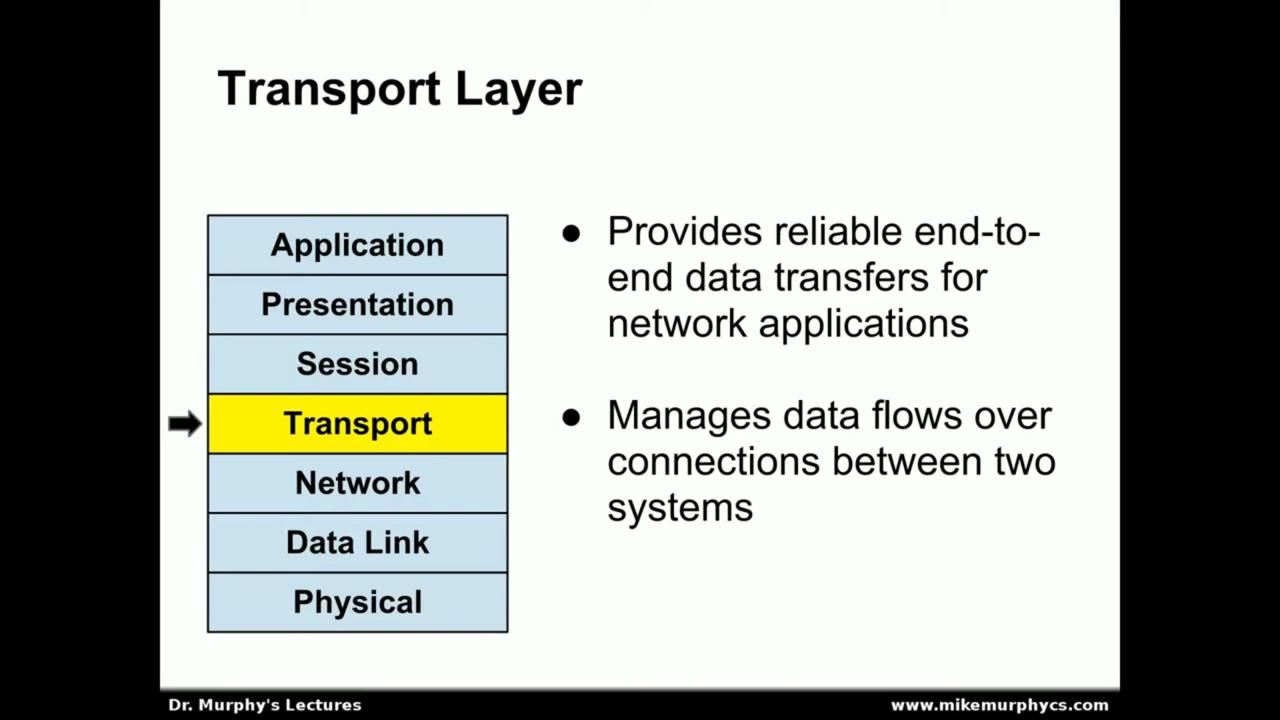 Transport Layer
Application
Presentation
Session
Transport
Network
Data Link
Physical
● Provides reliable end-to-
end data transfers for
network applications
● Manages data flows over
connections between two
systems
Dr. Murphy's Lectures
www.mikemurphycs.com